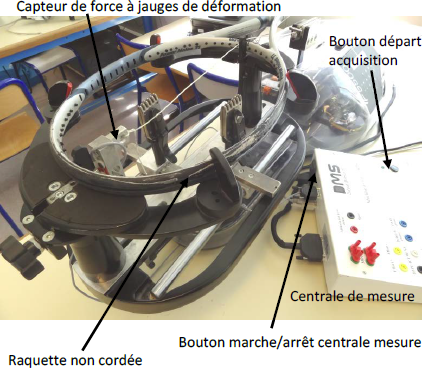 Capteur de force à jauges de déformation
Bouton départ
acquisition
DMS
Centrale de mesure
Bouton marche/arrêt centrale mesure
Raquette non cordée